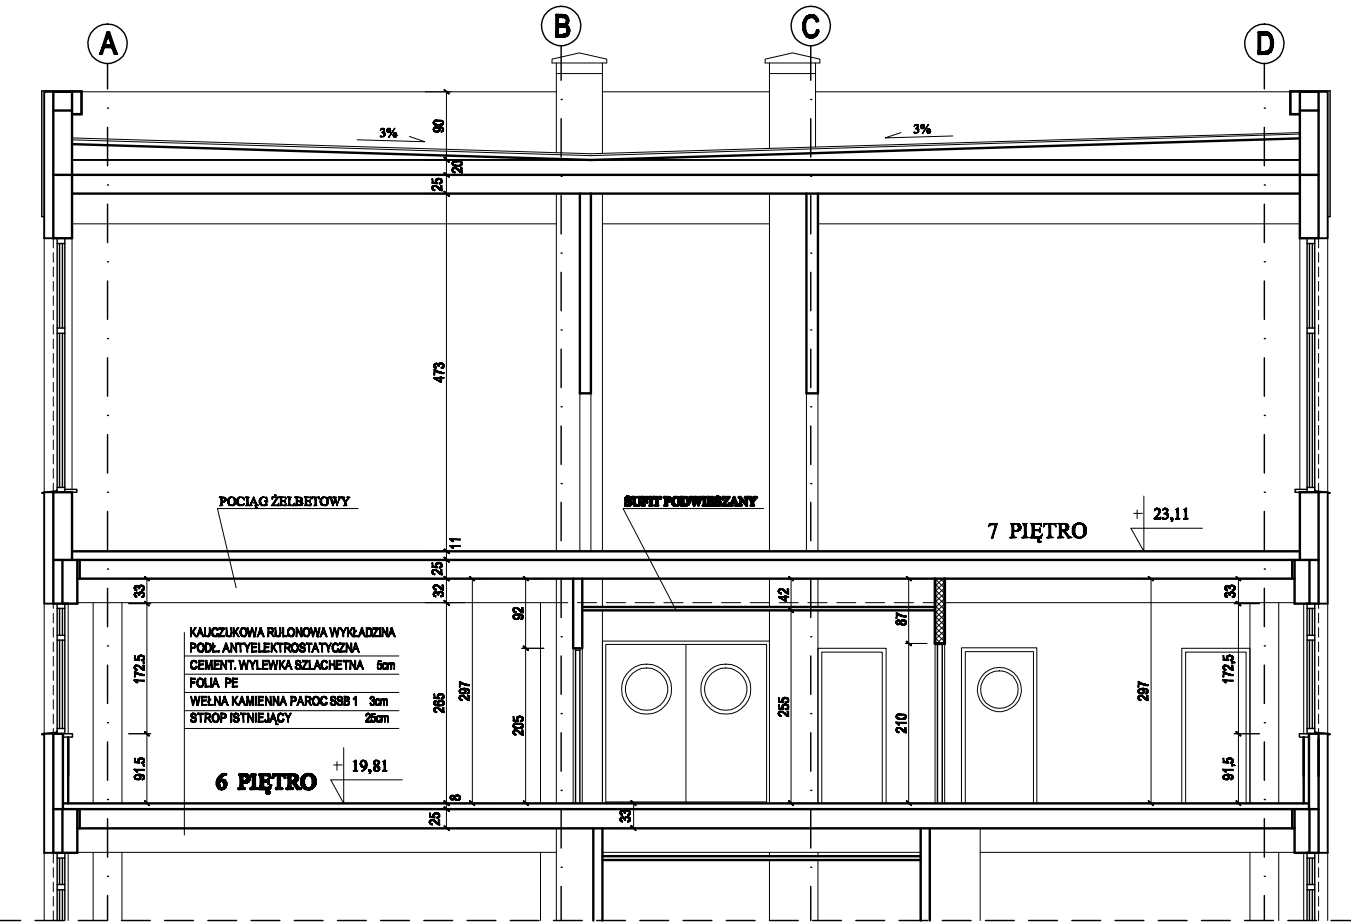 A
B
C
D
90
3%
3%
20
25
473
POCIĄG ŻELBETOWY
SUFIT PODWIESZANY
+ 23,11
7 PIĘTRO
11
25
32
33
92
42
87
33
KAUCZUKOWA RULONOWA WYKŁADZINA
PODŁ. ANTYELEKTROSTATYCZNA
CEMENT. WYLEWKA SZLACHETNA 5cm
FOLIA PE
WEŁNA KAMIENNA PAROC SSB 1 3cm
STROP ISTNIEJĄCY 25cm
172.5
265
297
205
255
210
297
172,5
91.5
91,5
6 PIĘTRO
+ 19,81
8
25
33